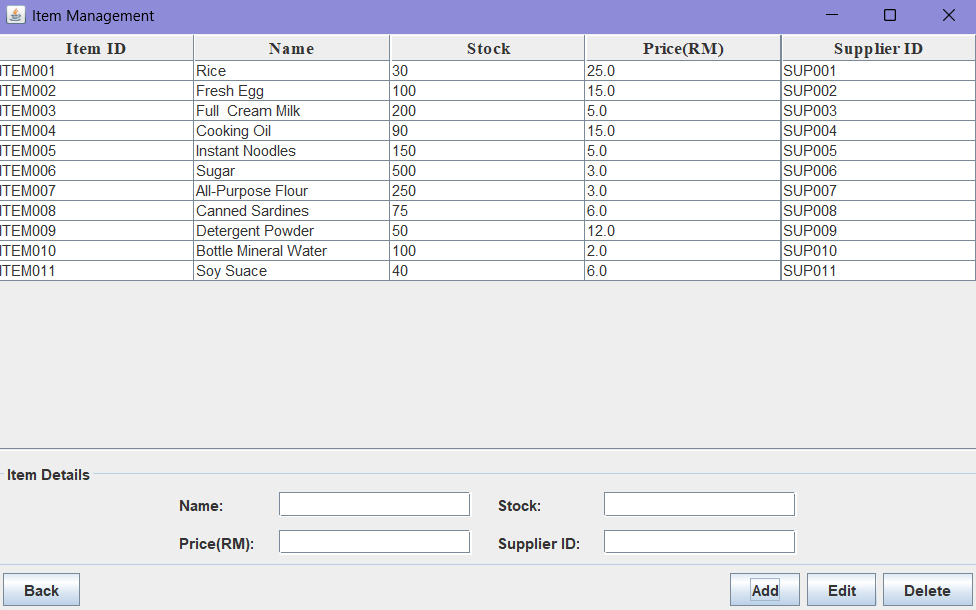 Item Management
Item ID Name Stock Price(RM) Supplier ID
ITEM001 Rice 30 25.0 SUP001
ITEM002 Fresh Egg 100 15.0 SUP002
ITEM003 Full  Cream Milk 200 5.0 SUP003
ITEM004 Cooking Oil 90 15.0 SUP004
ITEM005 Instant Noodles 150 5.0 SUP005
ITEM006 Sugar 500 3.0 SUP006
ITEM007 All-Purpose Flour 250 3.0 SUP007
ITEM008 Canned Sardines 75 6.0 SUP008
ITEM009 Detergent Powder 50 12.0 SUP009
ITEM010 Bottle Mineral Water 100 2.0 SUP010
ITEM011 Soy Suace 40 6.0 SUP011
Item Details
Name: Stock:
Price(RM): Supplier ID:
Back Add Edit Delete